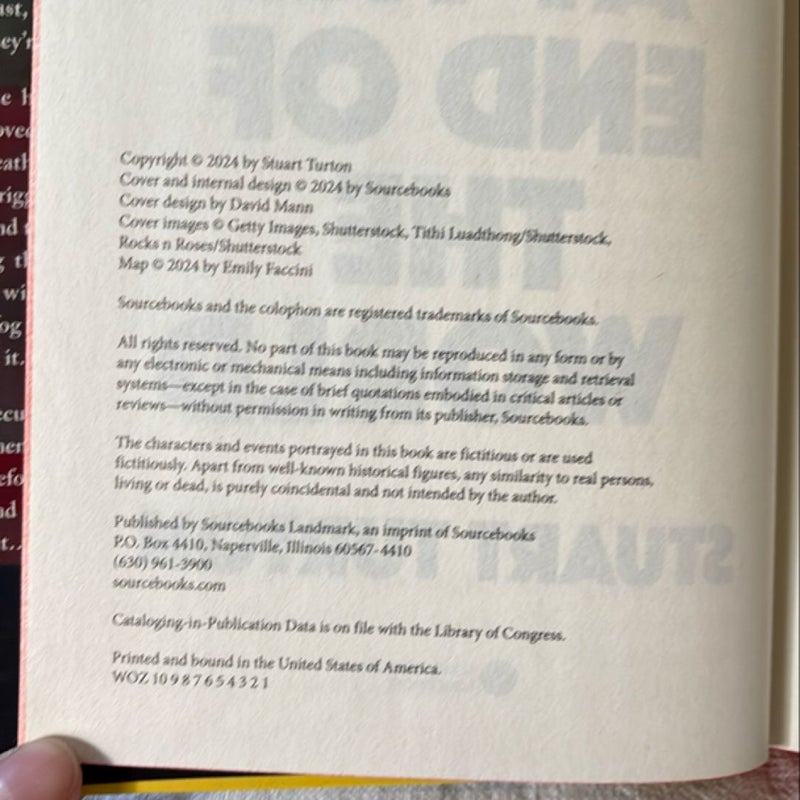 Copyright © 2024 by Stuart Turton
Cover and internal design © 2024 by Sourcebooks
Cover design by David Mann
Cover images © Getty Images, Shutterstock, Tithi Luadthong/Shutterstock,
Rocks n Roses/Shutterstock
Map © 2024 by Emily Faccini
Sourcebooks and the colophon are registered trademarks of Sourcebooks.
All rights reserved. No part of this book may be reproduced in any form or by
any electronic or mechanical means including information storage and retrieval
systems—except in the case of brief quotations embodied in critical articles or
reviews—without permission in writing from its publisher, Sourcebooks.
The characters and events portrayed in this book are fictitious or are used
fictitiously. Apart from well-known historical figures, any similarity to real persons,
living or dead, is purely coincidental and not intended by the author.
Published by Sourcebooks Landmark, an imprint of Sourcebooks
P.O. Box 4410, Naperville, Illinois 60567-4410
(630) 961-3900
sourcebooks.com
Cataloging-in-Publication Data is on file with the Library of Congress.
Printed and bound in the United States of America.
WOZ 10 9 8 7 6 5 4 3 2 1
END OF
THE
STUART